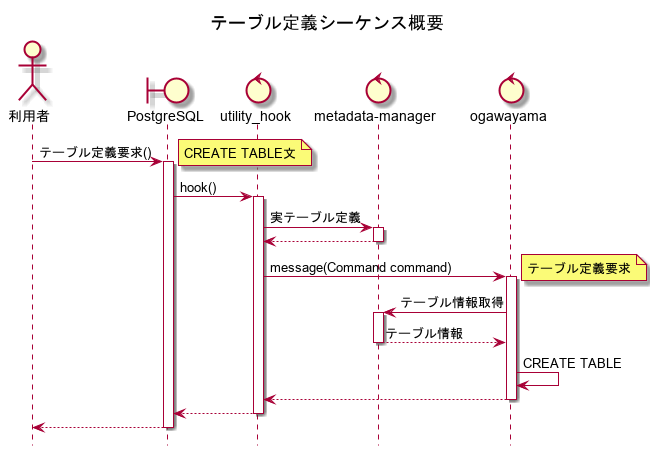 テーブル定義シーケンス概要
利用者
PostgreSQL
utility_hook
metadata-manager
ogawayama
テーブル定義要求()
CREATE TABLE文
hook()
実テーブル定義
message(Command command)
テーブル定義要求
テーブル情報取得
テーブル情報
CREATE TABLE